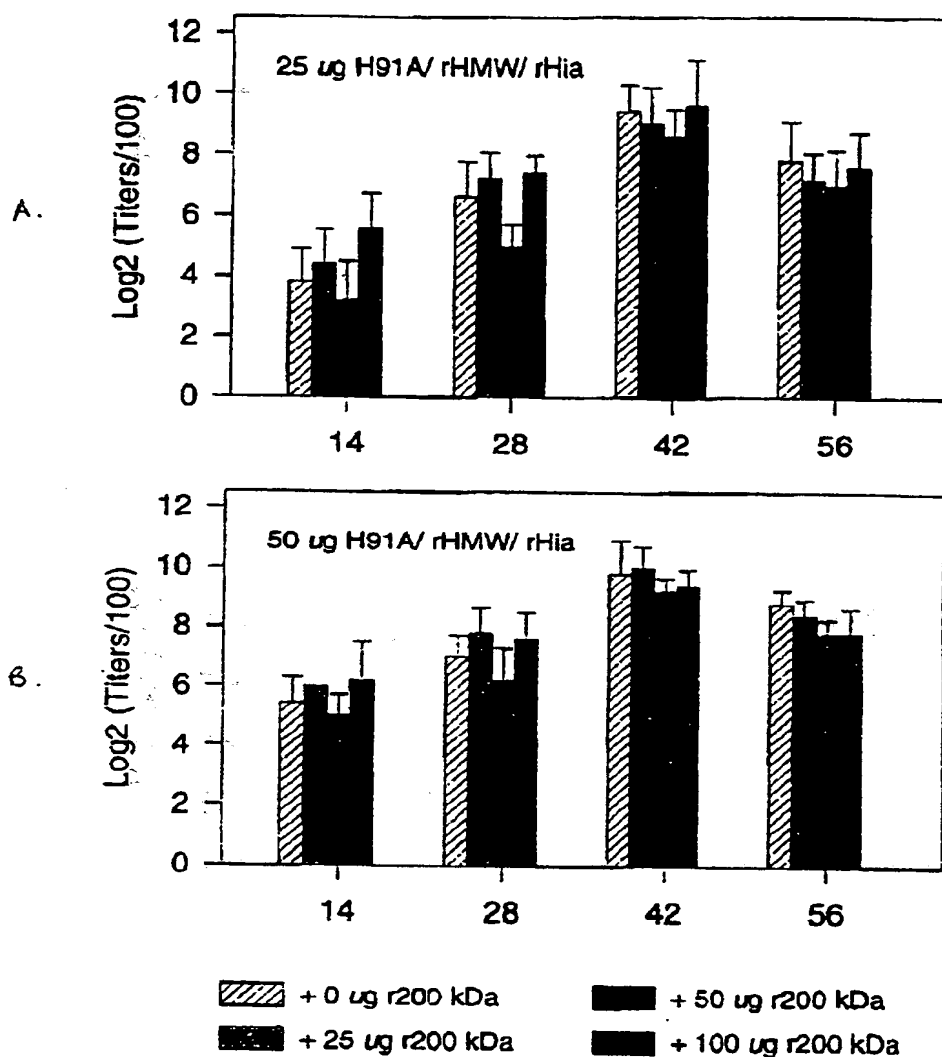 A.
Log2 (Titers/100)
12
10
8
6
4
2
0
25 ug H91A/ rHMW/ rHia
14 28 42 56
B.
Log2 (Titers/100)
12
10
8
6
4
2
0
50 ug H91A/ rHMW/ rHia
14 28 42 56
+ 0 ug r200 kDa
+ 50 ug r200 kDa
+ 25 ug r200 kDa
+ 100 ug r200 kDa